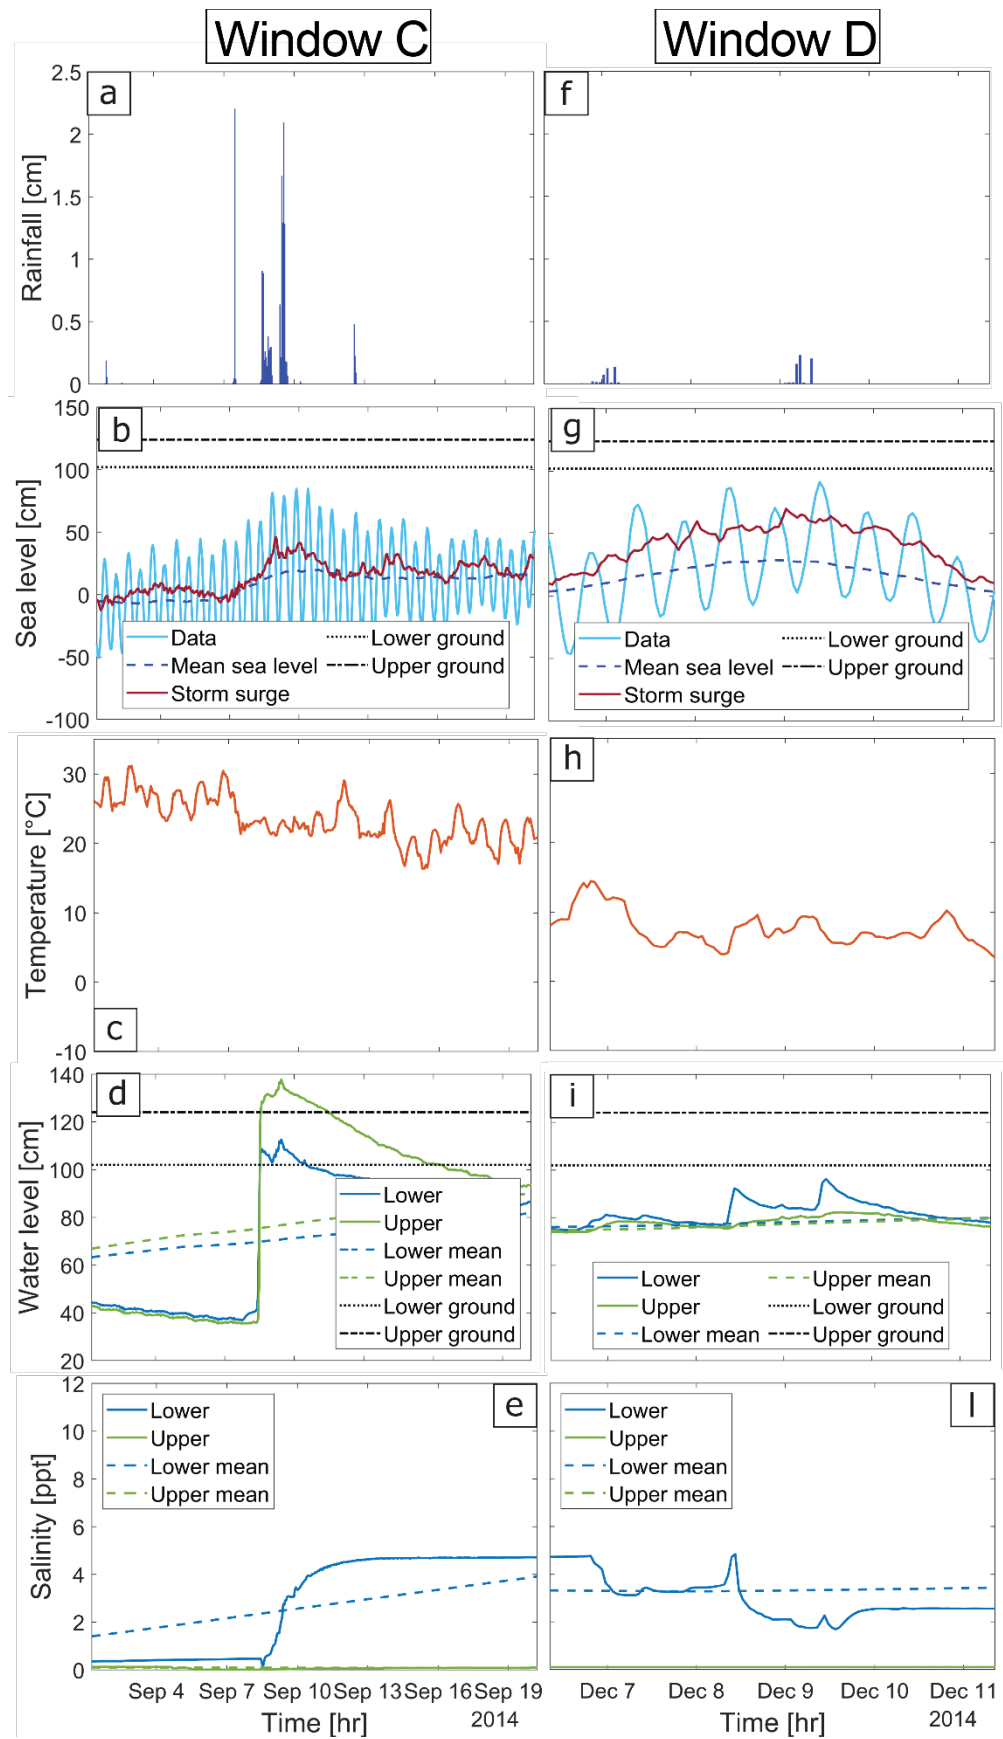 Window C
Window D
a
f
2.5
2
1.5
1
0.5
0
Rainfall [cm]
b
g
150
100
50
0
-50
-100
Sea level [cm]
Data
Mean sea level
Storm surge
Lower ground
Upper ground
Data
Mean sea level
Storm surge
Lower ground
Upper ground
h
30
20
10
0
-10
Temperature [°C]
c
d
i
140
120
100
80
60
40
20
Water level [cm]
Lower
Upper
Lower mean
Upper mean
Lower ground
Upper ground
Lower
Upper
Lower mean
Upper mean
Lower ground
Upper ground
e
l
12
10
8
6
4
2
0
Salinity [ppt]
Lower
Upper
Lower mean
Upper mean
Lower
Upper
Lower mean
Upper mean
Sep 4 Sep 7 Sep 10 Sep 13 Sep 16 Sep 19
Time [hr]
2014
Dec 7 Dec 8 Dec 9 Dec 10 Dec 11
Time [hr]
2014